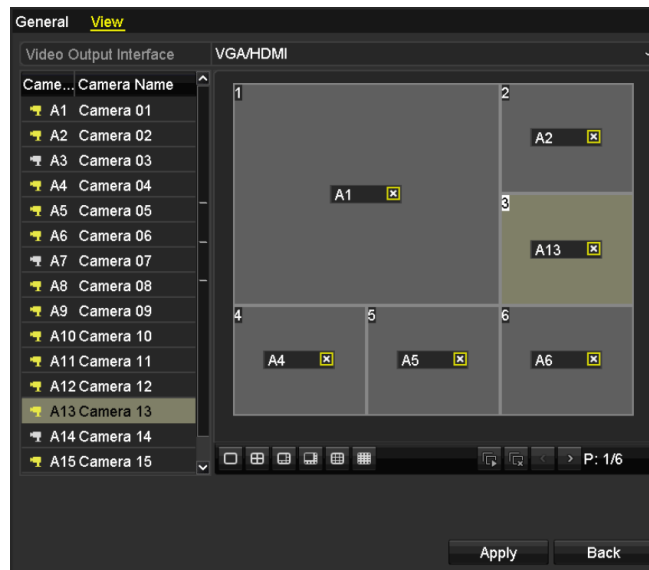 General View
Video Output Interface VGA/HDMI
Came... Camera Name
A1 Camera 01
A2 Camera 02
A3 Camera 03
A4 Camera 04
A5 Camera 05
A6 Camera 06
A7 Camera 07
A8 Camera 08
A9 Camera 09
A10 Camera 10
A11 Camera 11
A12 Camera 12
A13 Camera 13
A14 Camera 14
A15 Camera 15
1
A1
2
A2
3
A13
4
A4
5
A5
6
A6
P: 1/6
Apply Back